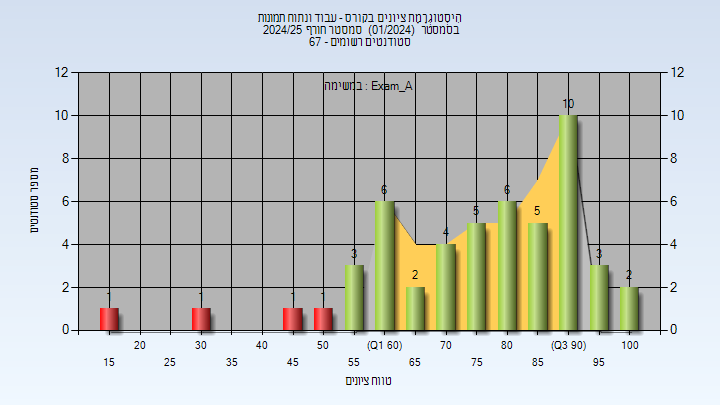 היסטוגרמת ציונים בקורס - עבוד ונתוח תמונות
בסמסטר (01/2024) סמסטר חורף 2024/25
סטודנטים רשומים - 67
במשימה : Exam_A
12 12
10 10
8 8
6 6
4 4
2 2
0 0
1 1 1 1 3 6 2 4 5 6 5 10 3 2
מספר סטודנטים
20 30 40 50 (Q1 60) 70 80 (Q3 90) 100
15 25 35 45 55 65 75 85 95
טווח ציונים